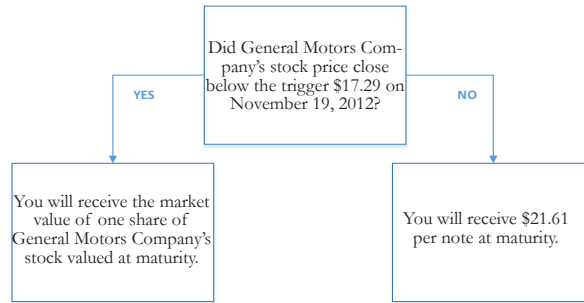 Did General Motors Com-
pany's stock price close
below the trigger $17.29 on
November 19, 2012?
YES
NO
You will receive the market
value of one share of
General Motors Company's
stock valued at maturity.
You will receive $21.61
per note at maturity.